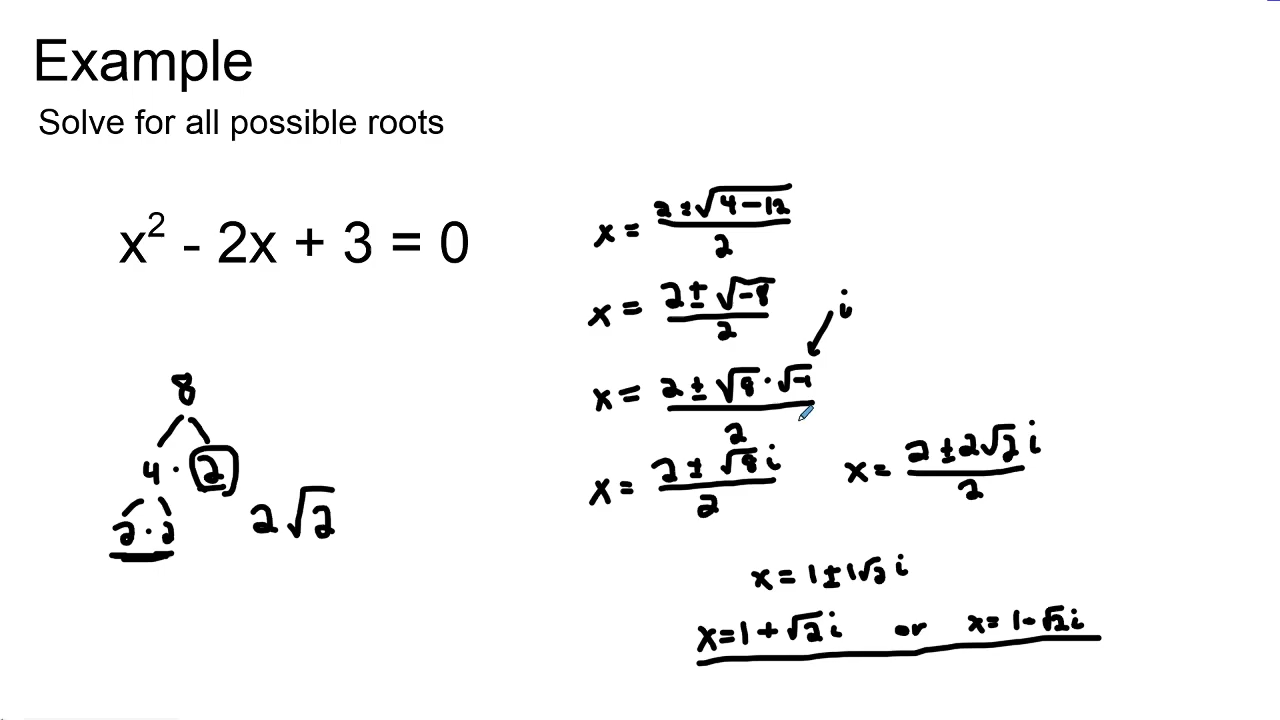 Example
Solve for all possible roots
x² - 2x + 3 = 0
8
4 · 2
2 · 2
2√2
x = (2 ± √(4 - 12)) / 2
x = (2 ± √(-8)) / 2
i
x = (2 ± √8 · √-1) / 2
x = (2 ± √8 i) / 2
x = (2 ± 2√2 i) / 2
x = 1 ± 1√2 i
x = 1 + √2 i or x = 1 - √2 i